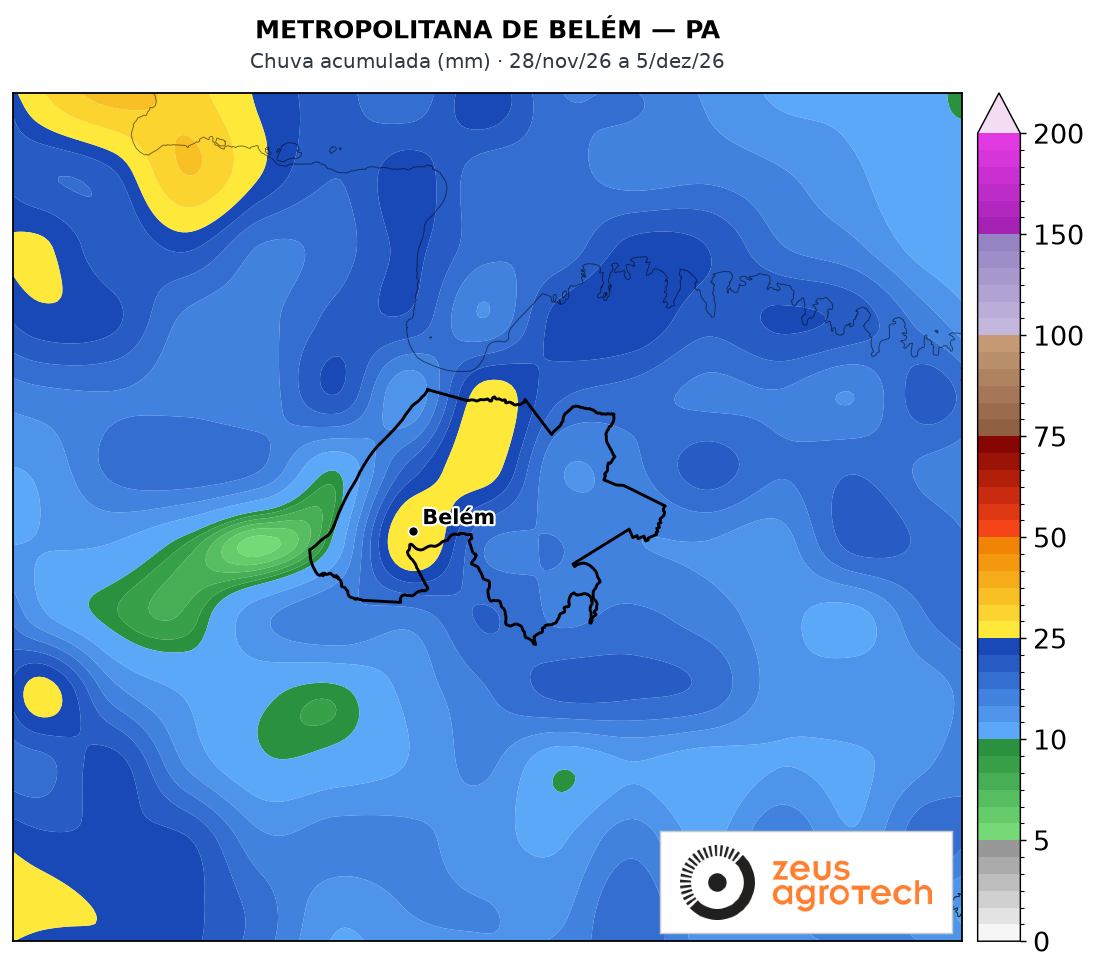 METROPOLITANA DE BELÉM — PA
Chuva acumulada (mm) · 28/nov/26 a 5/dez/26
200
150
100
75
50
25
10
5
0
Belém
zeus
agrotech